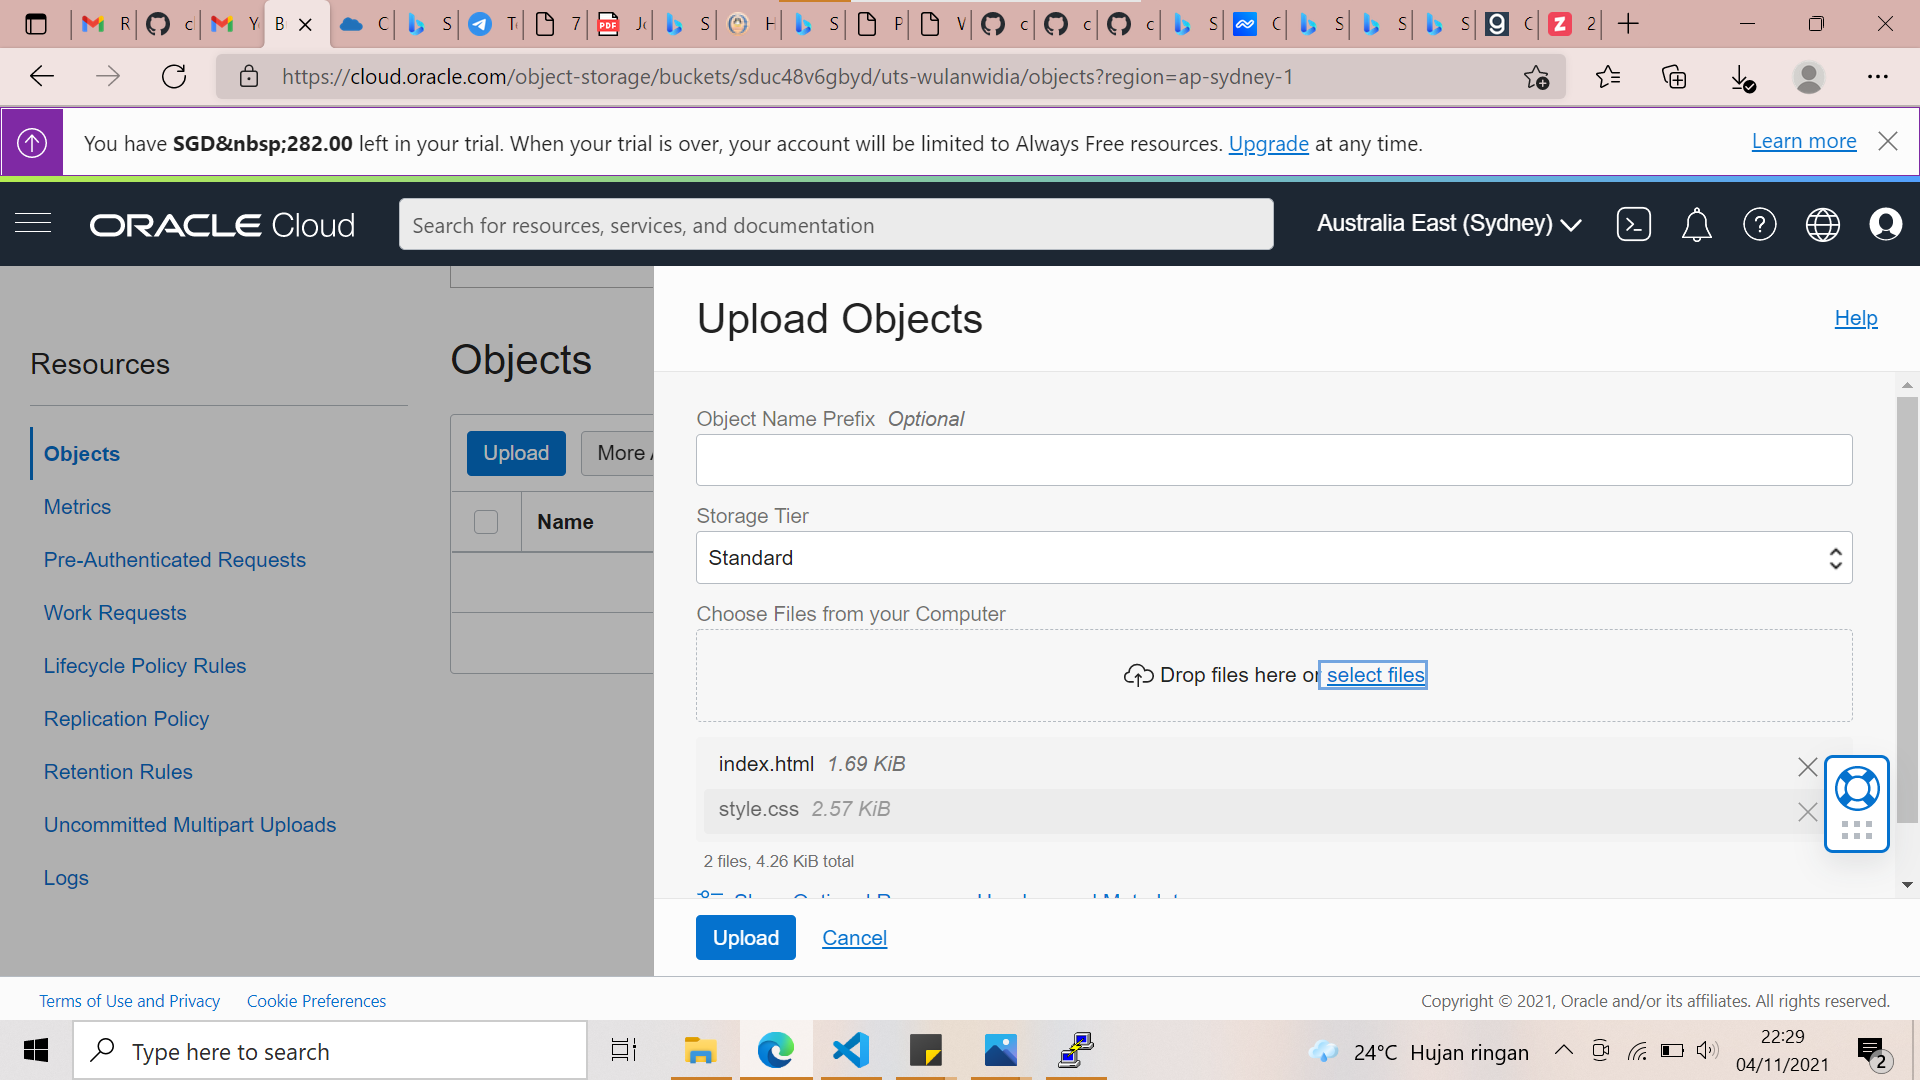 R
c
Y
B
C
S
T
7
Jo
S
H
S
P
V
c
c
c
S
C
S
S
S
C
2
https://cloud.oracle.com/object-storage/buckets/sduc48v6gbyd/uts-wulanwidia/objects?region=ap-sydney-1
You have SGD&nbsp;282.00 left in your trial. When your trial is over, your account will be limited to Always Free resources. Upgrade at any time.
Learn more
ORACLE Cloud
Search for resources, services, and documentation
Australia East (Sydney)
Resources
Objects
Metrics
Pre-Authenticated Requests
Work Requests
Lifecycle Policy Rules
Replication Policy
Retention Rules
Uncommitted Multipart Uploads
Logs
Objects
Upload
More
Name
Upload Objects
Help
Object Name Prefix Optional
Storage Tier
Standard
Choose Files from your Computer
Drop files here or select files
index.html 1.69 KiB
style.css 2.57 KiB
2 files, 4.26 KiB total
Upload
Cancel
Terms of Use and Privacy
Cookie Preferences
Copyright © 2021, Oracle and/or its affiliates. All rights reserved.
Type here to search
24°C Hujan ringan
22:29
04/11/2021
2